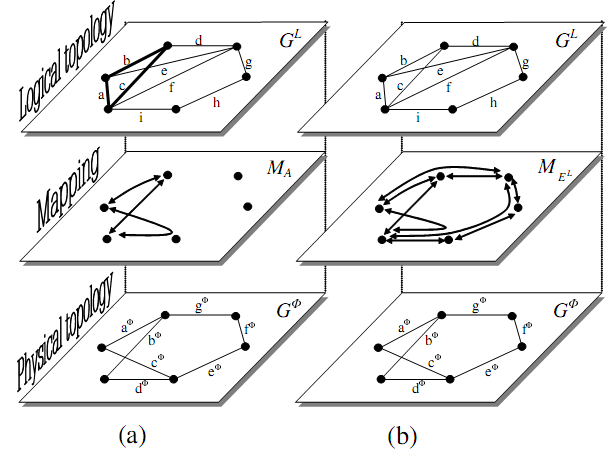 Logical topology
b d G^L
e
a c f g
i h
b d G^L
e
a c f g
i h
Mapping
M_A
M_{E^L}
Physical topology
g^Φ G^Φ
a^Φ b^Φ f^Φ
c^Φ
d^Φ e^Φ
g^Φ G^Φ
a^Φ b^Φ f^Φ
c^Φ
d^Φ e^Φ
(a) (b)